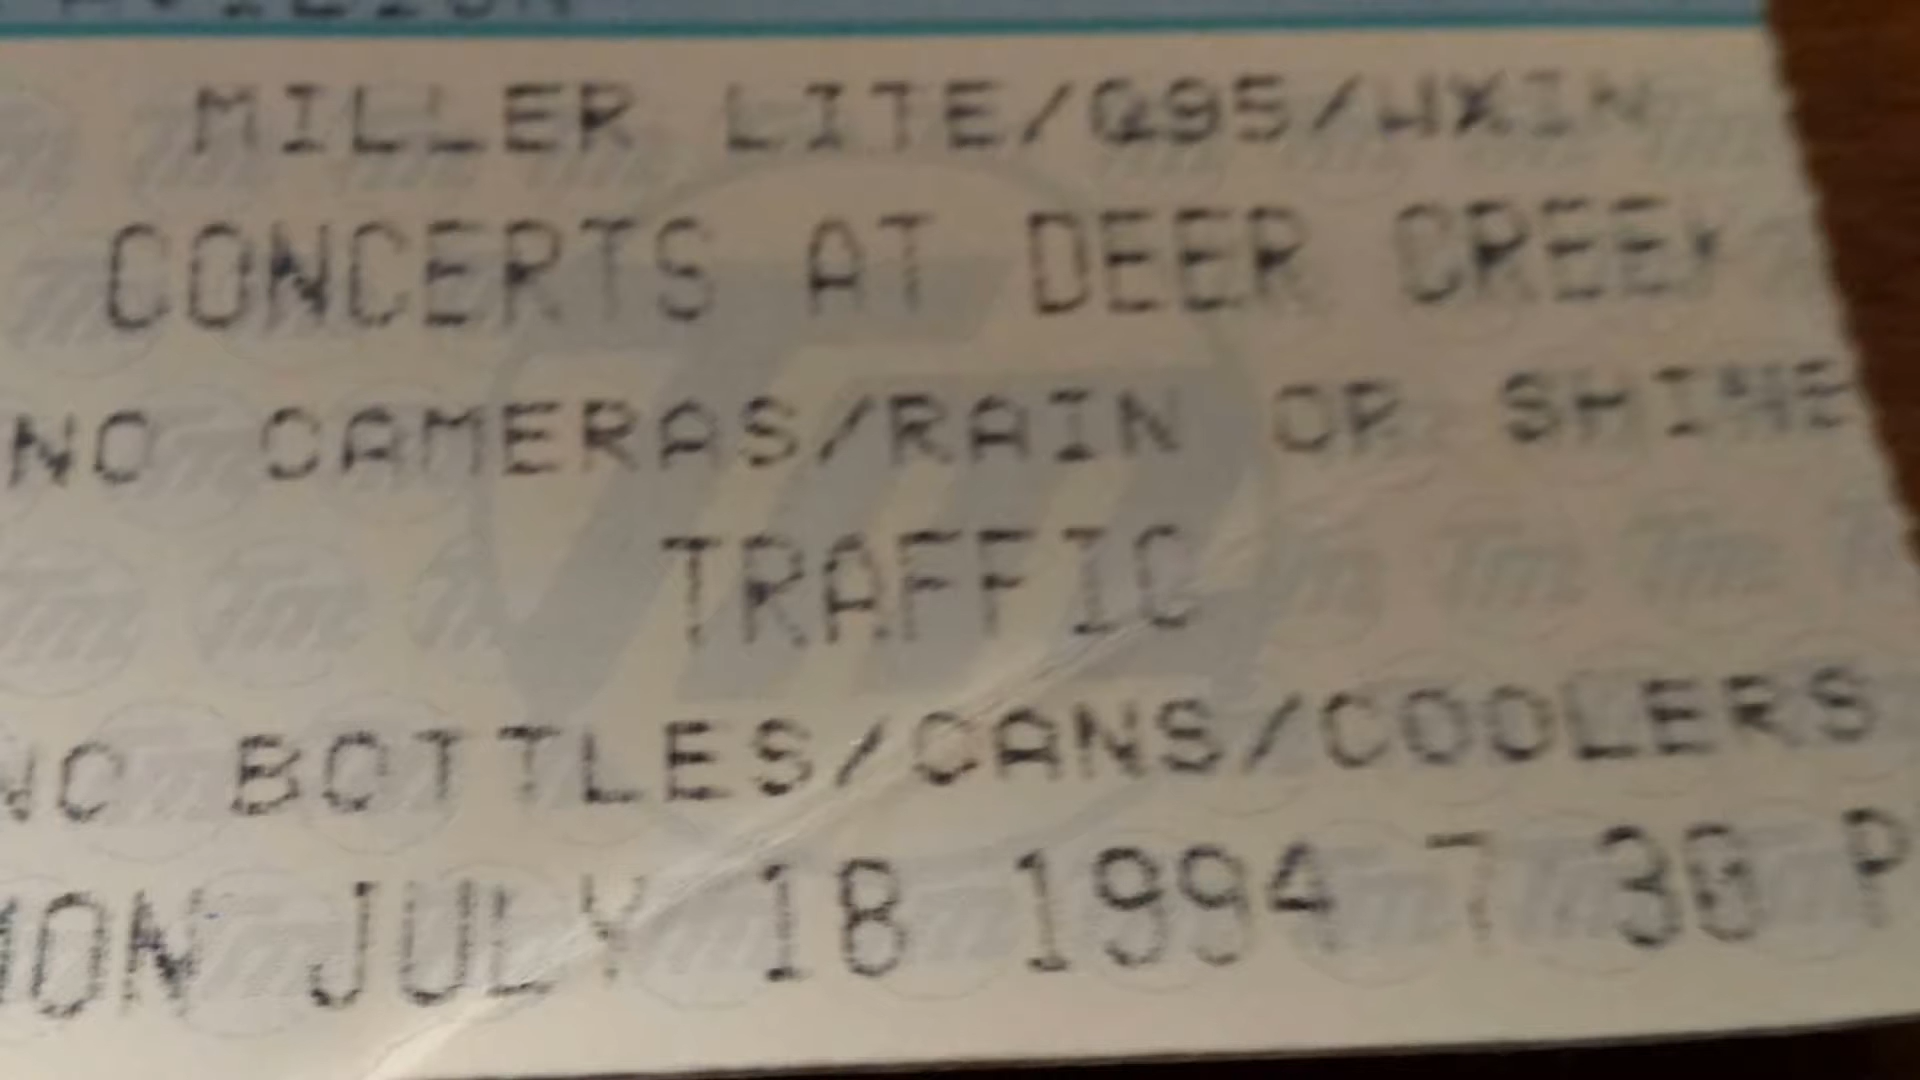 MILLER LITE/Q95/WXIN
CONCERTS AT DEER CREEK
NO CAMERAS/RAIN OR SHINE
TRAFFIC
NO BOTTLES/CANS/COOLERS
MON JULY 18 1994 7 30 P